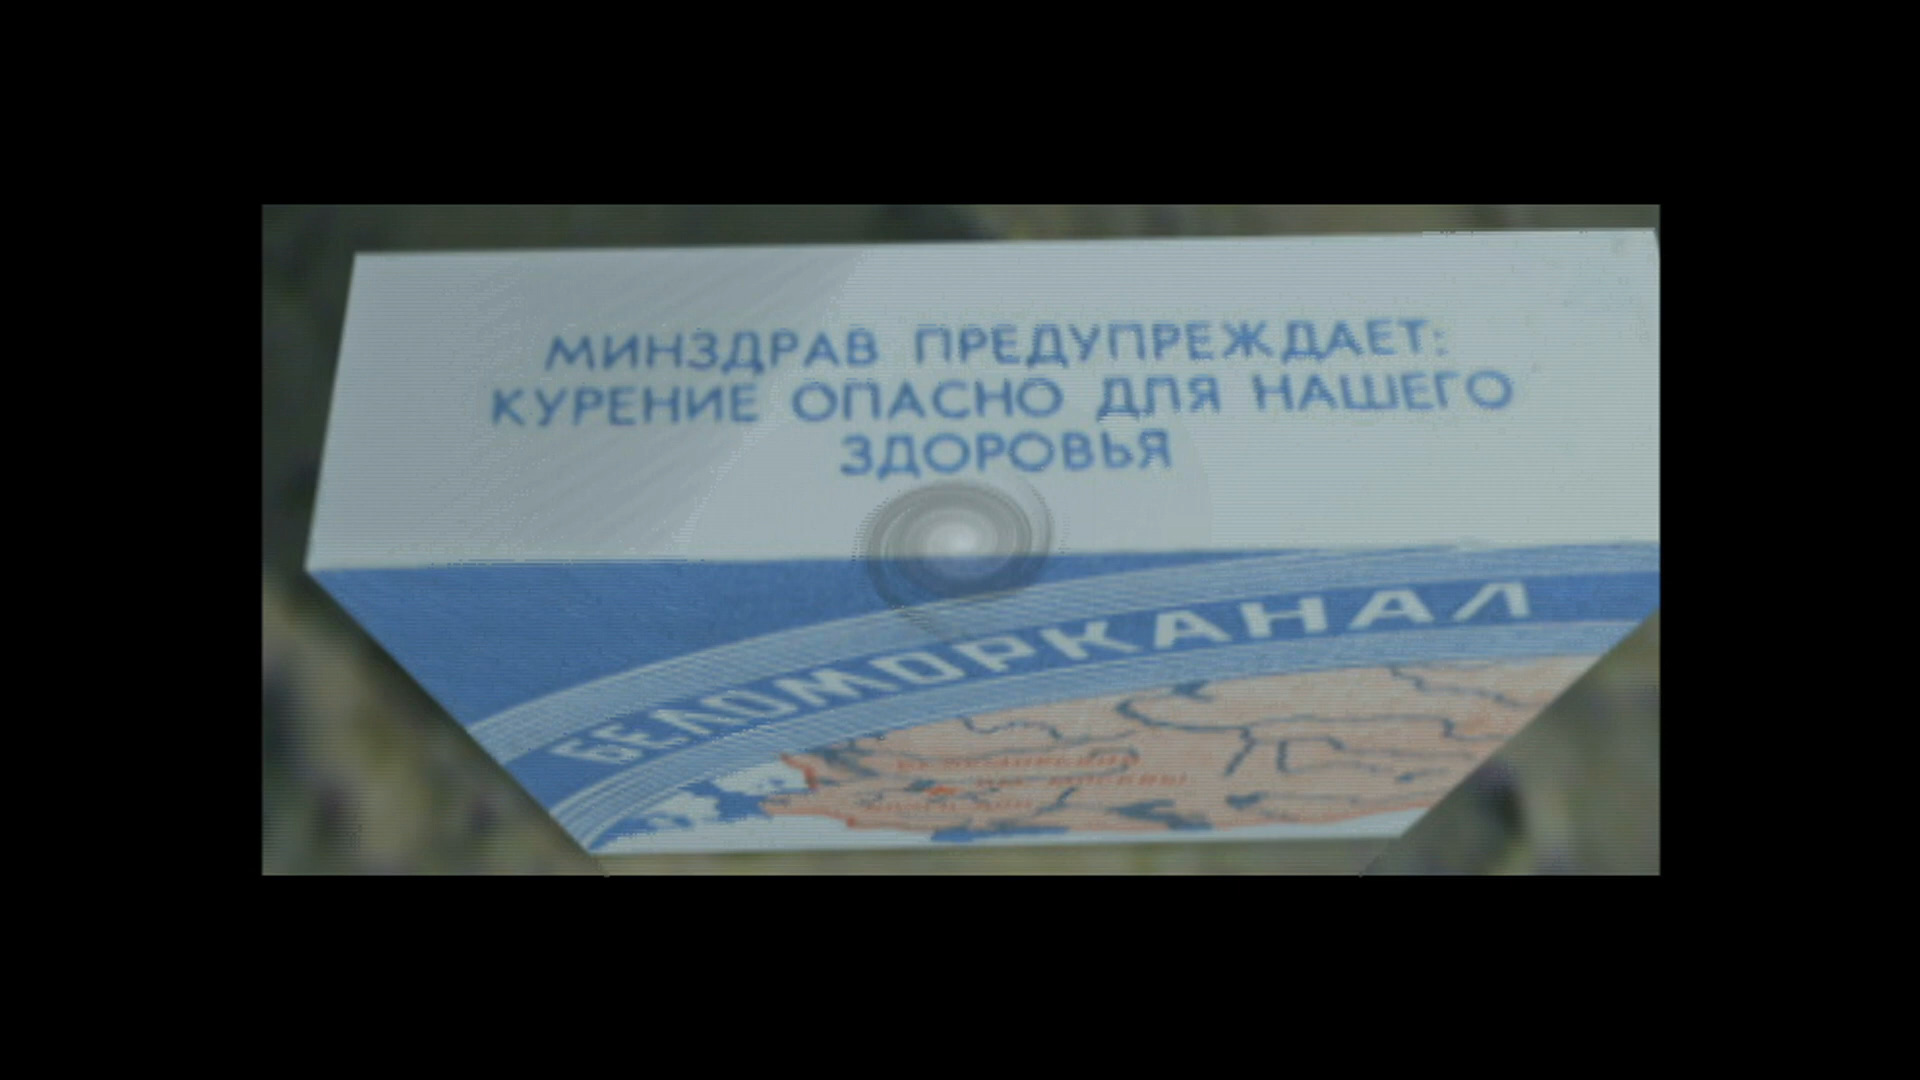 МИНЗДРАВ ПРЕДУПРЕЖДАЕТ:
КУРЕНИЕ ОПАСНО ДЛЯ НАШЕГО
ЗДОРОВЬЯ
БЕЛОМОРКАНАЛ